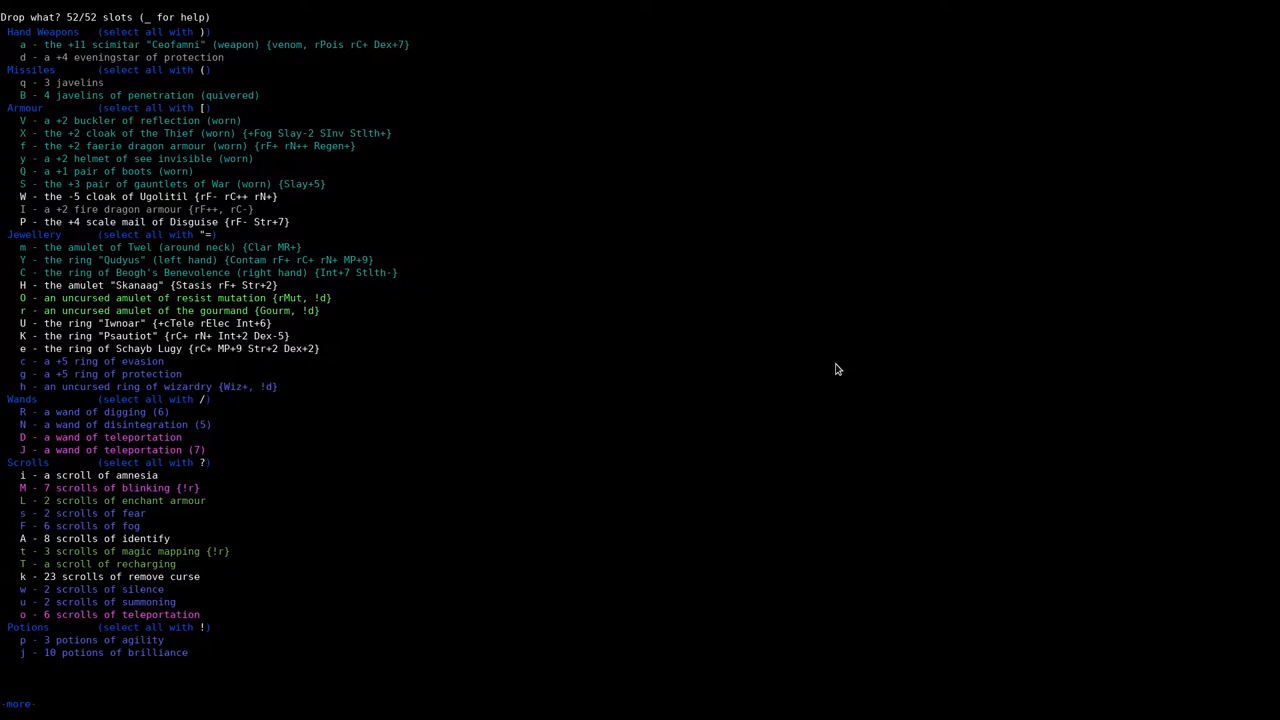 Drop what? 52/52 slots (_ for help)
Hand Weapons (select all with ))
a - the +11 scimitar "Ceofamni" (weapon) {venom, rPois rC+ Dex+7}
d - a +4 eveningstar of protection
Missiles (select all with ()
q - 3 javelins
B - 4 javelins of penetration (quivered)
Armour (select all with [)
V - a +2 buckler of reflection (worn)
X - the +2 cloak of the Thief (worn) {+Fog Slay-2 SInv Stlth+}
f - the +2 faerie dragon armour (worn) {rF+ rN++ Regen+}
y - a +2 helmet of see invisible (worn)
Q - a +1 pair of boots (worn)
S - the +3 pair of gauntlets of War (worn) {Slay+5}
W - the -5 cloak of Ugolitil {rF- rC++ rN+}
I - a +2 fire dragon armour {rF++, rC-}
P - the +4 scale mail of Disguise {rF- Str+7}
Jewellery (select all with "=)
m - the amulet of Twel (around neck) {Clar MR+}
Y - the ring "Qudyus" (left hand) {Contam rF+ rC+ rN+ MP+9}
C - the ring of Beogh's Benevolence (right hand) {Int+7 Stlth-}
H - the amulet "Skanaag" {Stasis rF+ Str+2}
O - an uncursed amulet of resist mutation {rMut, !d}
r - an uncursed amulet of the gourmand {Gourm, !d}
U - the ring "Iwnoar" {+cTele rElec Int+6}
K - the ring "Psautiot" {rC+ rN+ Int+2 Dex-5}
e - the ring of Schayb Lugy {rC+ MP+9 Str+2 Dex+2}
c - a +5 ring of evasion
g - a +5 ring of protection
h - an uncursed ring of wizardry {Wiz+, !d}
Wands (select all with /)
R - a wand of digging (6)
N - a wand of disintegration (5)
D - a wand of teleportation
J - a wand of teleportation (7)
Scrolls (select all with ?)
i - a scroll of amnesia
M - 7 scrolls of blinking {!r}
L - 2 scrolls of enchant armour
s - 2 scrolls of fear
F - 6 scrolls of fog
A - 8 scrolls of identify
t - 3 scrolls of magic mapping {!r}
T - a scroll of recharging
k - 23 scrolls of remove curse
w - 2 scrolls of silence
u - 2 scrolls of summoning
o - 6 scrolls of teleportation
Potions (select all with !)
p - 3 potions of agility
j - 10 potions of brilliance
-more-